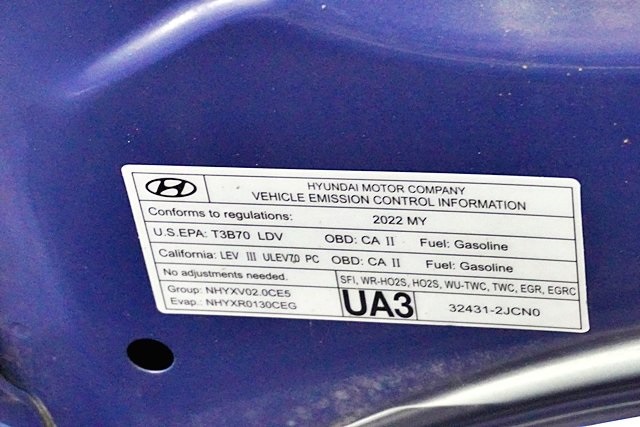 HYUNDAI MOTOR COMPANY
VEHICLE EMISSION CONTROL INFORMATION
Conforms to regulations: 2022 MY
U.S.EPA: T3B70 LDV OBD: CA II Fuel: Gasoline
California: LEV III ULEV70 PC OBD: CA II Fuel: Gasoline
No adjustments needed. SFI, WR-HO2S, HO2S, WU-TWC, TWC, EGR, EGRC
Group: NHYXV02.0CE5
Evap.: NHYXR0130CEG
UA3 32431-2JCN0